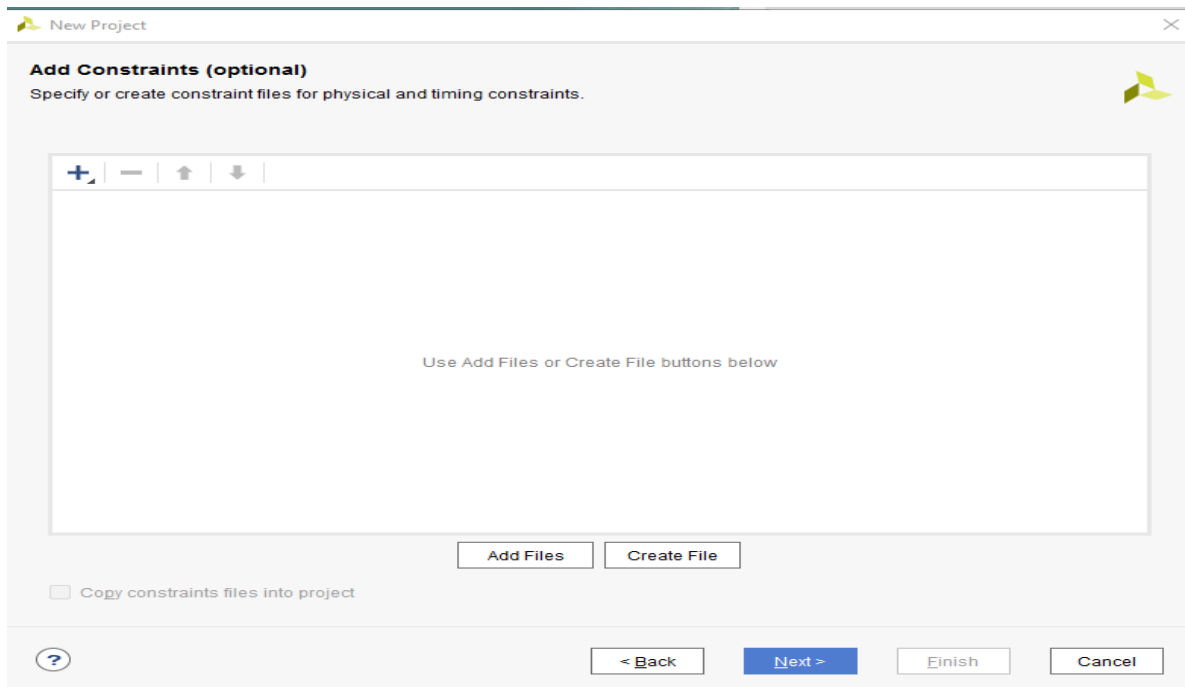 New Project
Add Constraints (optional)
Specify or create constraint files for physical and timing constraints.
Use Add Files or Create File buttons below
Add Files Create File
Copy constraints files into project
? < Back Next > Finish Cancel